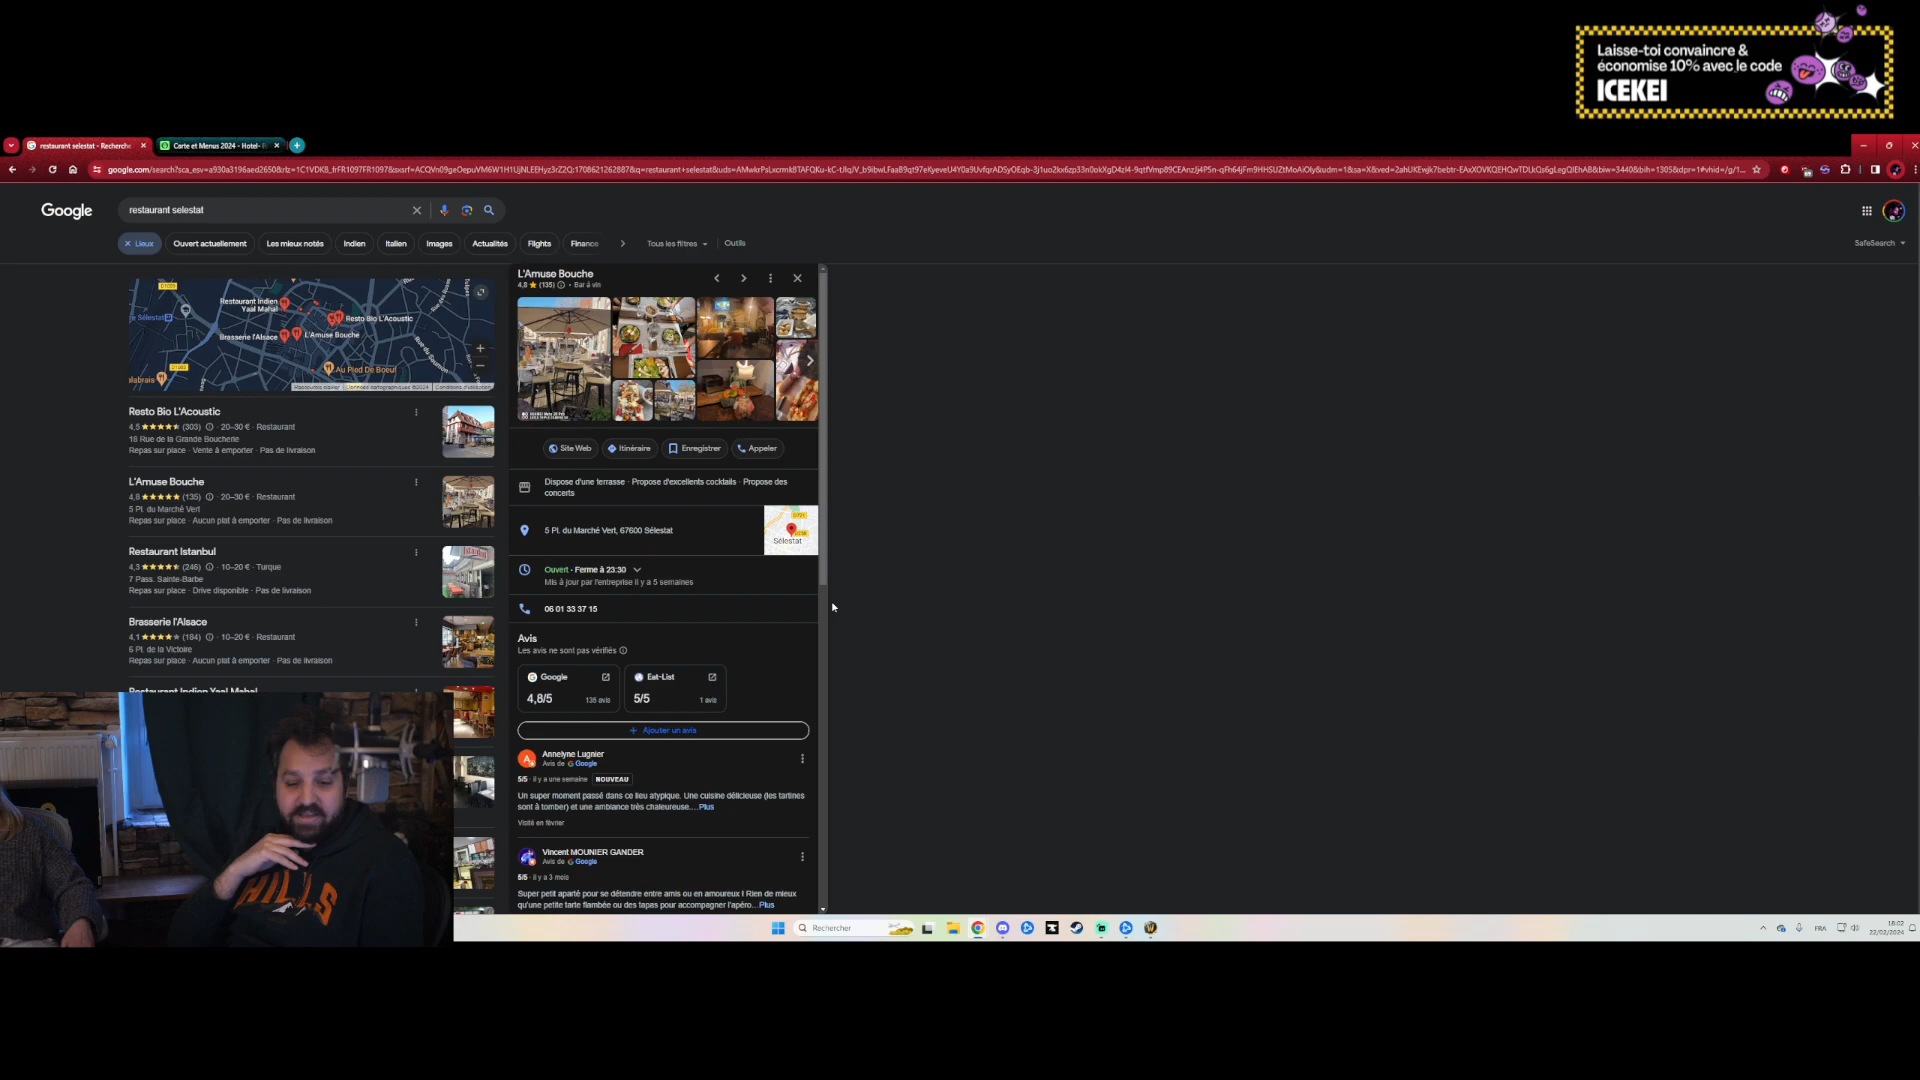 Laisse-toi convaincre &
économise 10% avec le code
ICEKEI
restaurant selestat - Recherche
Carte et Menus 2024 - Hotel-
Google
restaurant selestat
Lieux
Ouvert actuellement
Les mieux notés
Indien
Italien
Images
Actualités
Flights
Finance
Tous les filtres
Outils
SafeSearch
Restaurant Indien
Yaal Mahal
Resto Bio L'Acoustic
L'Amuse Bouche
Brasserie l'Alsace
Au Pied De Boeuf
Resto Bio L'Acoustic
4,5 (303) · 20–30 € · Restaurant
18 Rue de la Grande Boucherie
Repas sur place · Vente à emporter · Pas de livraison
L'Amuse Bouche
4,8 (135) · 20–30 € · Restaurant
5 Pl. du Marché Vert
Repas sur place · Aucun plat à emporter · Pas de livraison
Restaurant Istanbul
4,3 (246) · 10–20 € · Turque
7 Pass. Sainte-Barbe
Repas sur place · Drive disponible · Pas de livraison
Brasserie l'Alsace
4,1 (184) · 10–20 € · Restaurant
6 Pl. de la Victoire
Repas sur place · Aucun plat à emporter · Pas de livraison
Restaurant Indien Yaal Mahal
L'Amuse Bouche
4,8 (135) · Bar à vin
Site Web
Itinéraire
Enregistrer
Appeler
Dispose d'une terrasse · Propose d'excellents cocktails · Propose des
concerts
5 Pl. du Marché Vert, 67600 Sélestat
Sélestat
Ouvert · Ferme à 23:30
Mis à jour par l'entreprise il y a 5 semaines
06 01 33 37 15
Avis
Les avis ne sont pas vérifiés
Google
4,8/5 135 avis
Eat-List
5/5 1 avis
+ Ajouter un avis
Annelyne Lugnier
Avis de Google
5/5 · il y a une semaine NOUVEAU
Un super moment passé dans ce lieu atypique. Une cuisine délicieuse (les tartines
sont à tomber) et une ambiance très chaleureuse.... Plus
Visité en février
Vincent MOUNIER GANDER
Avis de Google
5/5 · il y a 3 mois
Super petit aparté pour se détendre entre amis ou en amoureux ! Rien de mieux
qu'une petite tarte flambée ou des tapas pour accompagner l'apéro... Plus
HILLS
Rechercher
FRA
18:02
22/02/2024